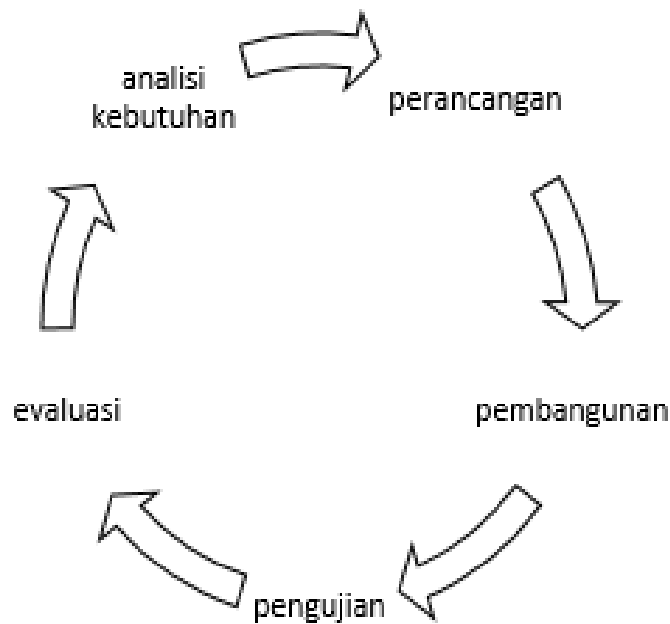 analisi
kebutuhan
perancangan
pembangunan
pengujian
evaluasi